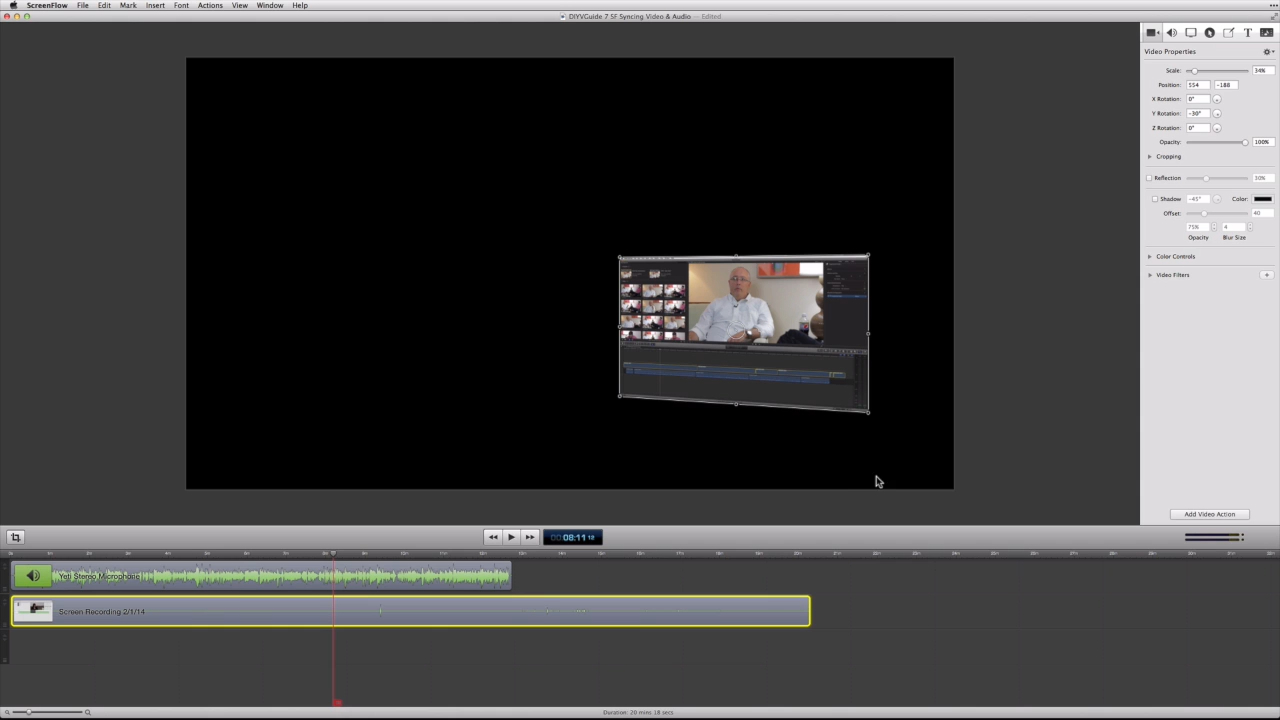 ScreenFlow File Edit Mark Insert Font Actions View Window Help
DIYVGuide 7 SF Syncing Video & Audio — Edited
Video Properties
Scale: 34%
Position: 554 -188
X Rotation: 0°
Y Rotation: -30°
Z Rotation: 0°
Opacity: 100%
Cropping
Reflection 30%
Shadow -45° Color:
Offset: 40
75% 4
Opacity Blur Size
Color Controls
Video Filters +
Add Video Action
00:08:11 12
Yeti Stereo Microphone
Screen Recording 2/1/14
Duration: 20 mins 18 secs